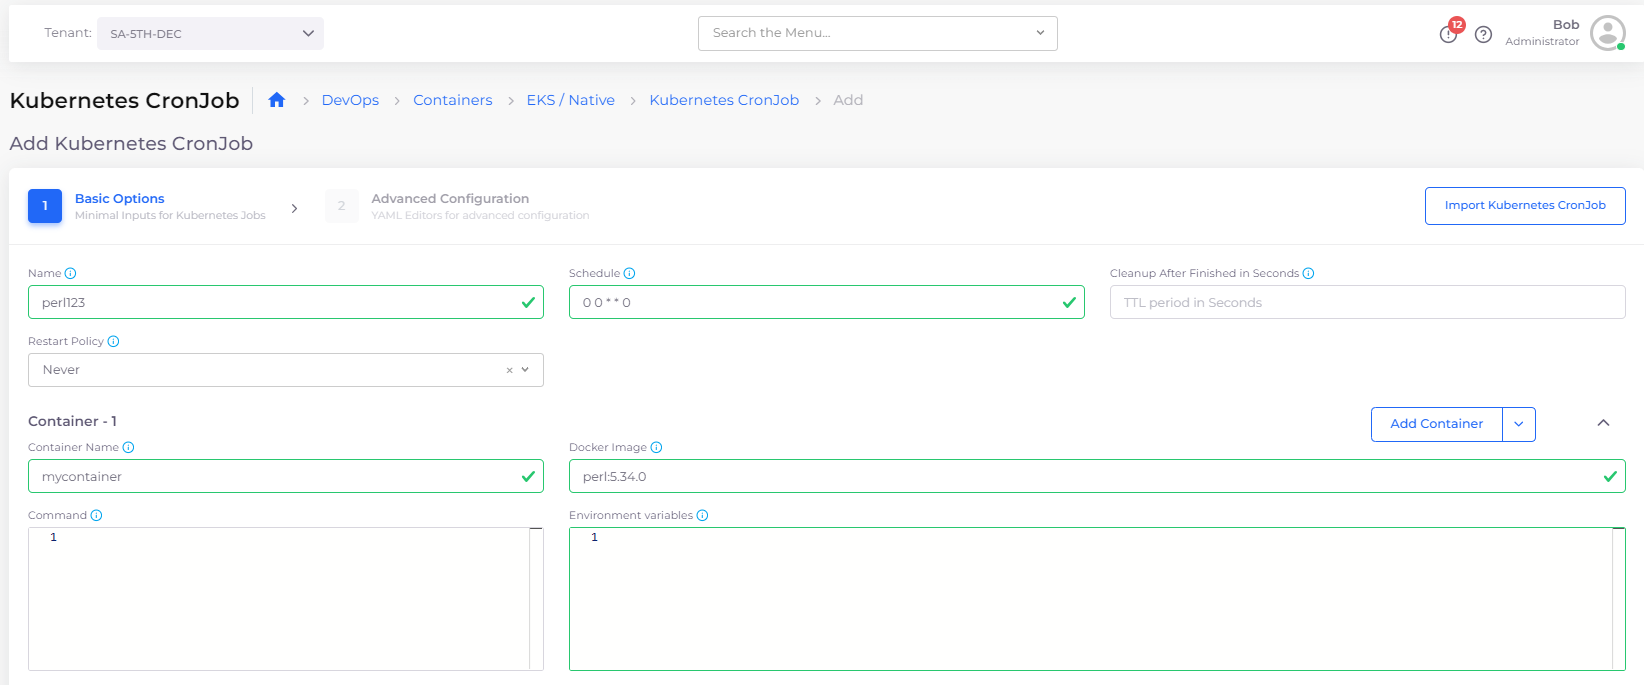 Tenant: SA-5TH-DEC Search the Menu... 12 Bob
Administrator
Kubernetes CronJob DevOps Containers EKS / Native Kubernetes CronJob Add
Add Kubernetes CronJob
1 Basic Options 2 Advanced Configuration Import Kubernetes CronJob
Minimal Inputs for Kubernetes Jobs YAML Editors for advanced configuration
Name Schedule Cleanup After Finished in Seconds
perl123 0 0 * * 0 TTL period in Seconds
Restart Policy
Never
Container - 1 Add Container
Container Name Docker Image
mycontainer perl:5.34.0
Command Environment variables
1 1